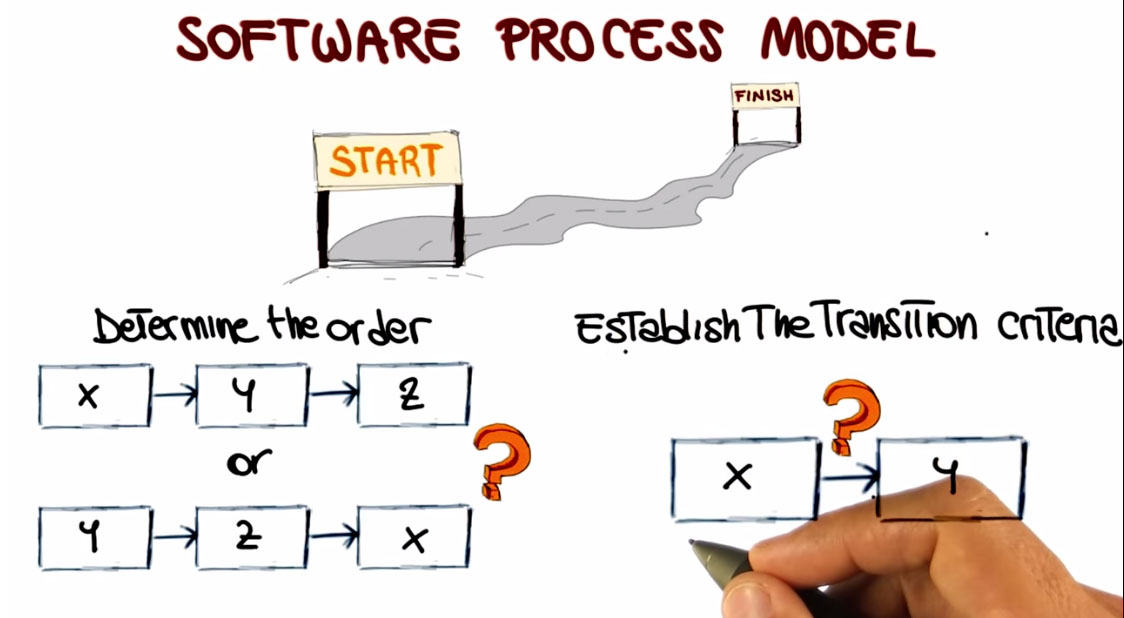 SOFTWARE PROCESS MODEL
FINISH
START
Determine the order
Establish The Transition criteria
X → Y → Z
or
?
Y → Z → X
?
X → Y